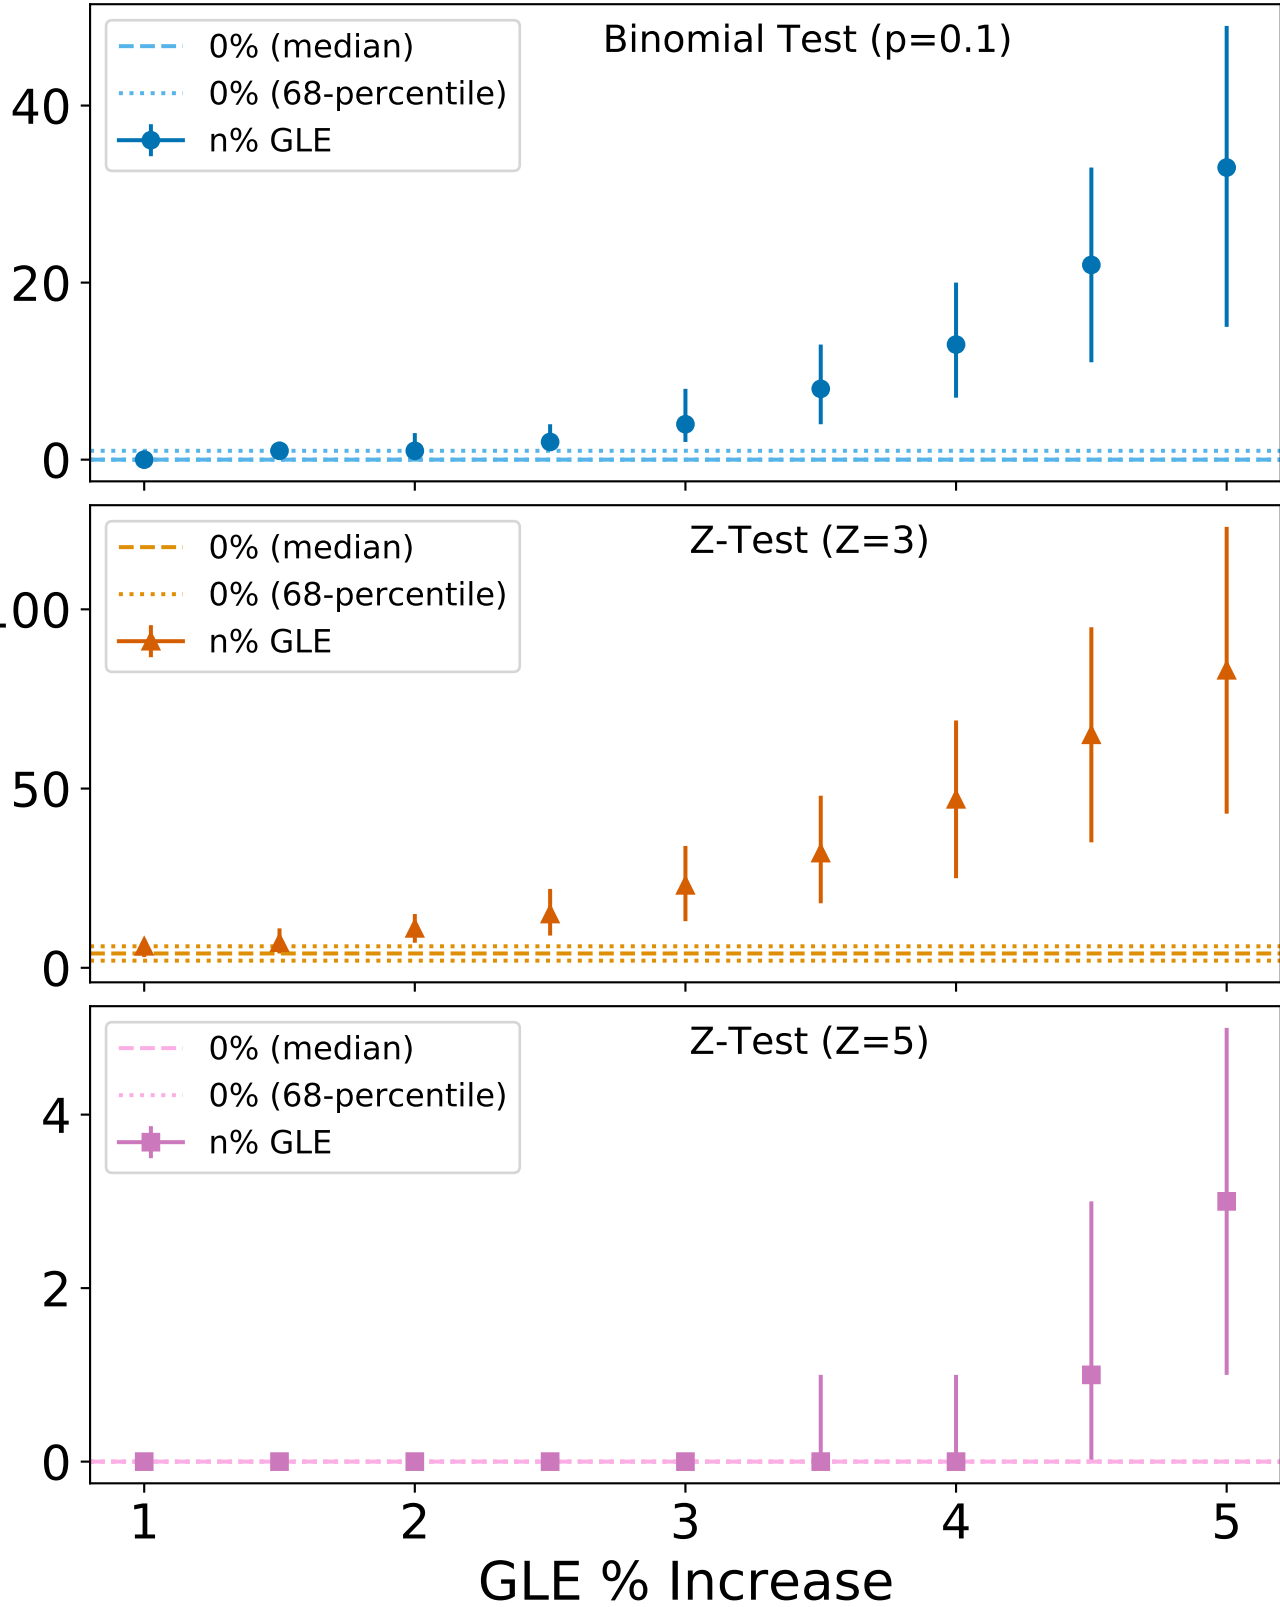 Binomial Test (p=0.1)
0% (median)
0% (68-percentile)
n% GLE
40
20
0
Z-Test (Z=3)
0% (median)
0% (68-percentile)
n% GLE
100
50
0
Z-Test (Z=5)
0% (median)
0% (68-percentile)
n% GLE
4
2
0
1 2 3 4 5
GLE % Increase